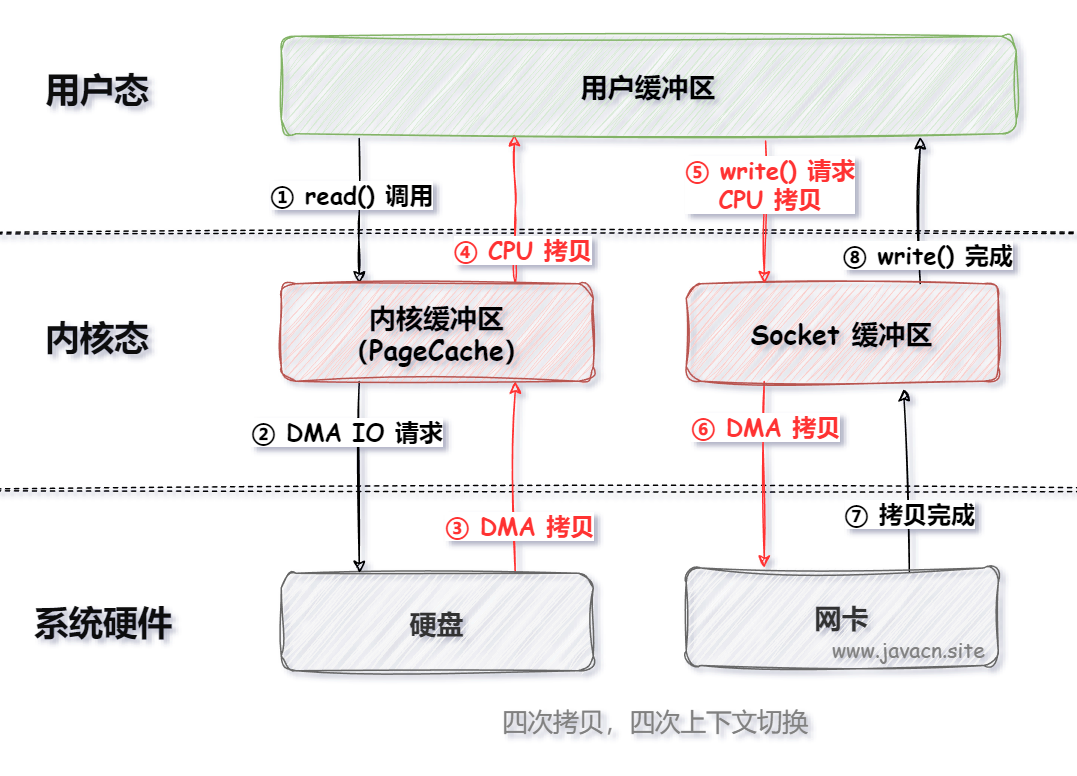 用户态
用户缓冲区
① read() 调用
④ CPU 拷贝
⑤ write() 请求
CPU 拷贝
⑧ write() 完成
内核态
内核缓冲区
(PageCache)
Socket 缓冲区
② DMA IO 请求
③ DMA 拷贝
⑥ DMA 拷贝
⑦ 拷贝完成
系统硬件
硬盘
网卡
www.javacn.site
四次拷贝，四次上下文切换